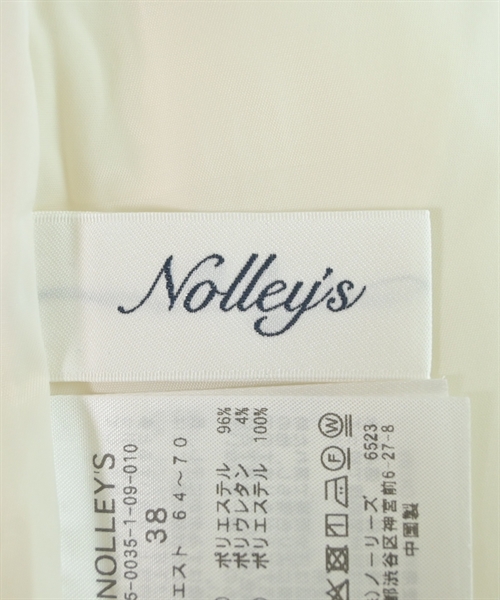 Nolley's
NOLLEY'S
5-0035-1-09-010
38
エスト 64～70
ポリエステル 96%
ポリウレタン 4%
ポリエステル 100%
)ノーリーズ 6523
都渋谷区神宮前6-27-8
中国製